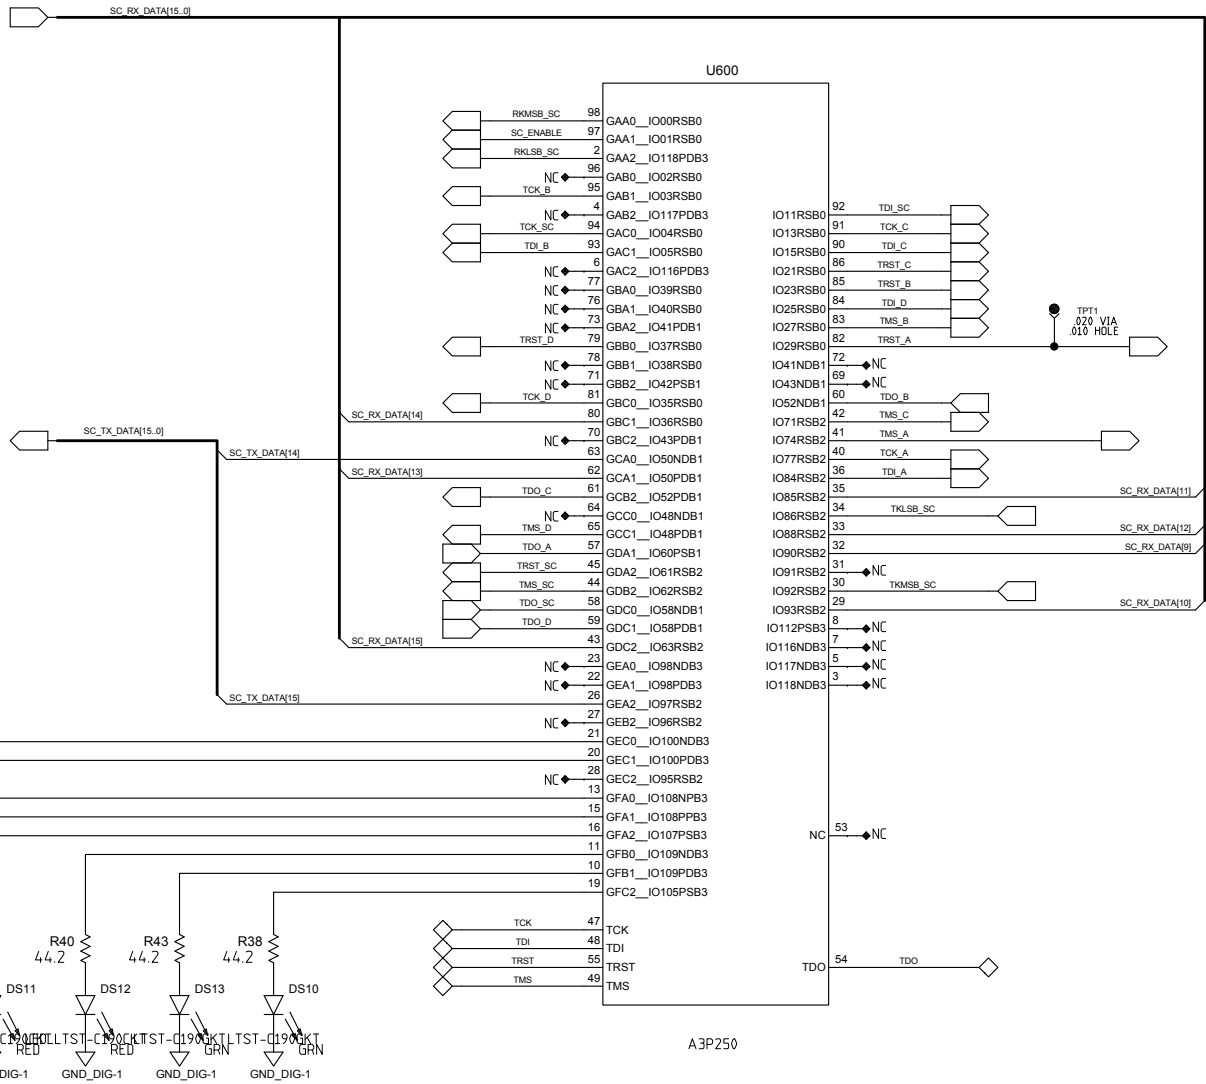 SC_RX_DATA[15..0]
U600
RKMSB_SC 98 GAA0__IO00RSB0
SC_ENABLE 97 GAA1__IO01RSB0
RKLSB_SC 2 GAA2__IO118PDB3
NC 96 GAB0__IO02RSB0
TCK_B 95 GAB1__IO03RSB0
NC 4 GAB2__IO117PDB3
TCK_SC 94 GAC0__IO04RSB0
TDI_B 93 GAC1__IO05RSB0
NC 6 GAC2__IO116PDB3
NC 77 GBA0__IO39RSB0
NC 76 GBA1__IO40RSB0
NC 73 GBA2__IO41PDB1
TRST_D 79 GBB0__IO37RSB0
NC 78 GBB1__IO38RSB0
NC 71 GBB2__IO42PSB1
TCK_D 81 GBC0__IO35RSB0
SC_RX_DATA[14] 80 GBC1__IO36RSB0
NC 70 GBC2__IO43PDB1
SC_TX_DATA[15..0]
SC_TX_DATA[14] 63 GCA0__IO50NDB1
SC_RX_DATA[13] 62 GCA1__IO50PDB1
TDO_C 61 GCB2__IO52PDB1
NC 64 GCC0__IO48NDB1
TMS_D 65 GCC1__IO48PDB1
TDO_A 57 GDA1__IO60PSB1
TRST_SC 45 GDA2__IO61RSB2
TMS_SC 44 GDB2__IO62RSB2
TDO_SC 58 GDC0__IO58NDB1
TDO_D 59 GDC1__IO58PDB1
SC_RX_DATA[15] 43 GDC2__IO63RSB2
NC 23 GEA0__IO98NDB3
NC 22 GEA1__IO98PDB3
SC_TX_DATA[15] 26 GEA2__IO97RSB2
NC 27 GEB2__IO96RSB2
21 GEC0__IO100NDB3
20 GEC1__IO100PDB3
NC 28 GEC2__IO95RSB2
13 GFA0__IO108NPB3
15 GFA1__IO108PPB3
16 GFA2__IO107PSB3
11 GFB0__IO109NDB3
10 GFB1__IO109PDB3
19 GFC2__IO105PSB3
TCK 47 TCK
TDI 48 TDI
TRST 55 TRST
TMS 49 TMS
IO11RSB0 92 TDI_SC
IO13RSB0 91 TCK_C
IO15RSB0 90 TDI_C
IO21RSB0 86 TRST_C
IO23RSB0 85 TRST_B
IO25RSB0 84 TDI_D
IO27RSB0 83 TMS_B
IO29RSB0 82 TRST_A
TPT1
.020 VIA
.010 HOLE
IO41NDB1 72 NC
IO43NDB1 69 NC
IO52NDB1 60 TDO_B
IO71RSB2 42 TMS_C
IO74RSB2 41 TMS_A
IO77RSB2 40 TCK_A
IO84RSB2 36 TDI_A
IO85RSB2 35 SC_RX_DATA[11]
IO86RSB2 34 TKLSB_SC
IO88RSB2 33 SC_RX_DATA[12]
IO90RSB2 32 SC_RX_DATA[9]
IO91RSB2 31 NC
IO92RSB2 30 TKMSB_SC
IO93RSB2 29 SC_RX_DATA[10]
IO112PSB3 8 NC
IO116NDB3 7 NC
IO117NDB3 5 NC
IO118NDB3 3 NC
NC 53 NC
TDO 54 TDO
A3P250
R40 R43 R38
44.2 44.2 44.2
DS11 DS12 DS13 DS10
LTST-C190GKT
RED RED GRN GRN
DIG-1 GND_DIG-1 GND_DIG-1 GND_DIG-1